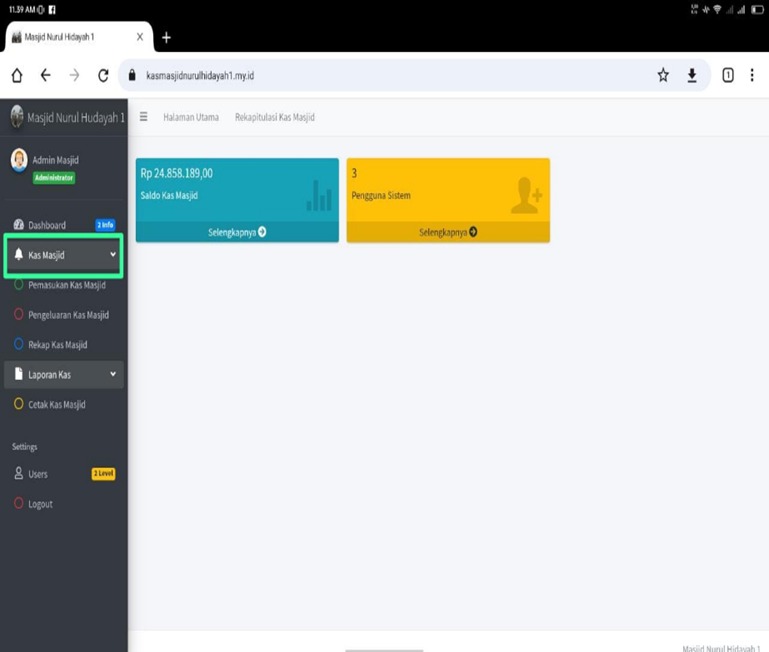 11.39 AM
Masjid Nurul Hidayah 1
kasmasjidnurulhidayah1.my.id
1
Masjid Nurul Hudayah 1
Halaman Utama
Rekapitulasi Kas Masjid
Admin Masjid
Administrator
Rp 24.858.189,00
Saldo Kas Masjid
Selengkapnya
3
Pengguna Sistem
Selengkapnya
Dashboard
2 Info
Kas Masjid
Pemasukan Kas Masjid
Pengeluaran Kas Masjid
Rekap Kas Masjid
Laporan Kas
Cetak Kas Masjid
Settings
Users
2 Level
Logout
Masjid Nurul Hidayah 1